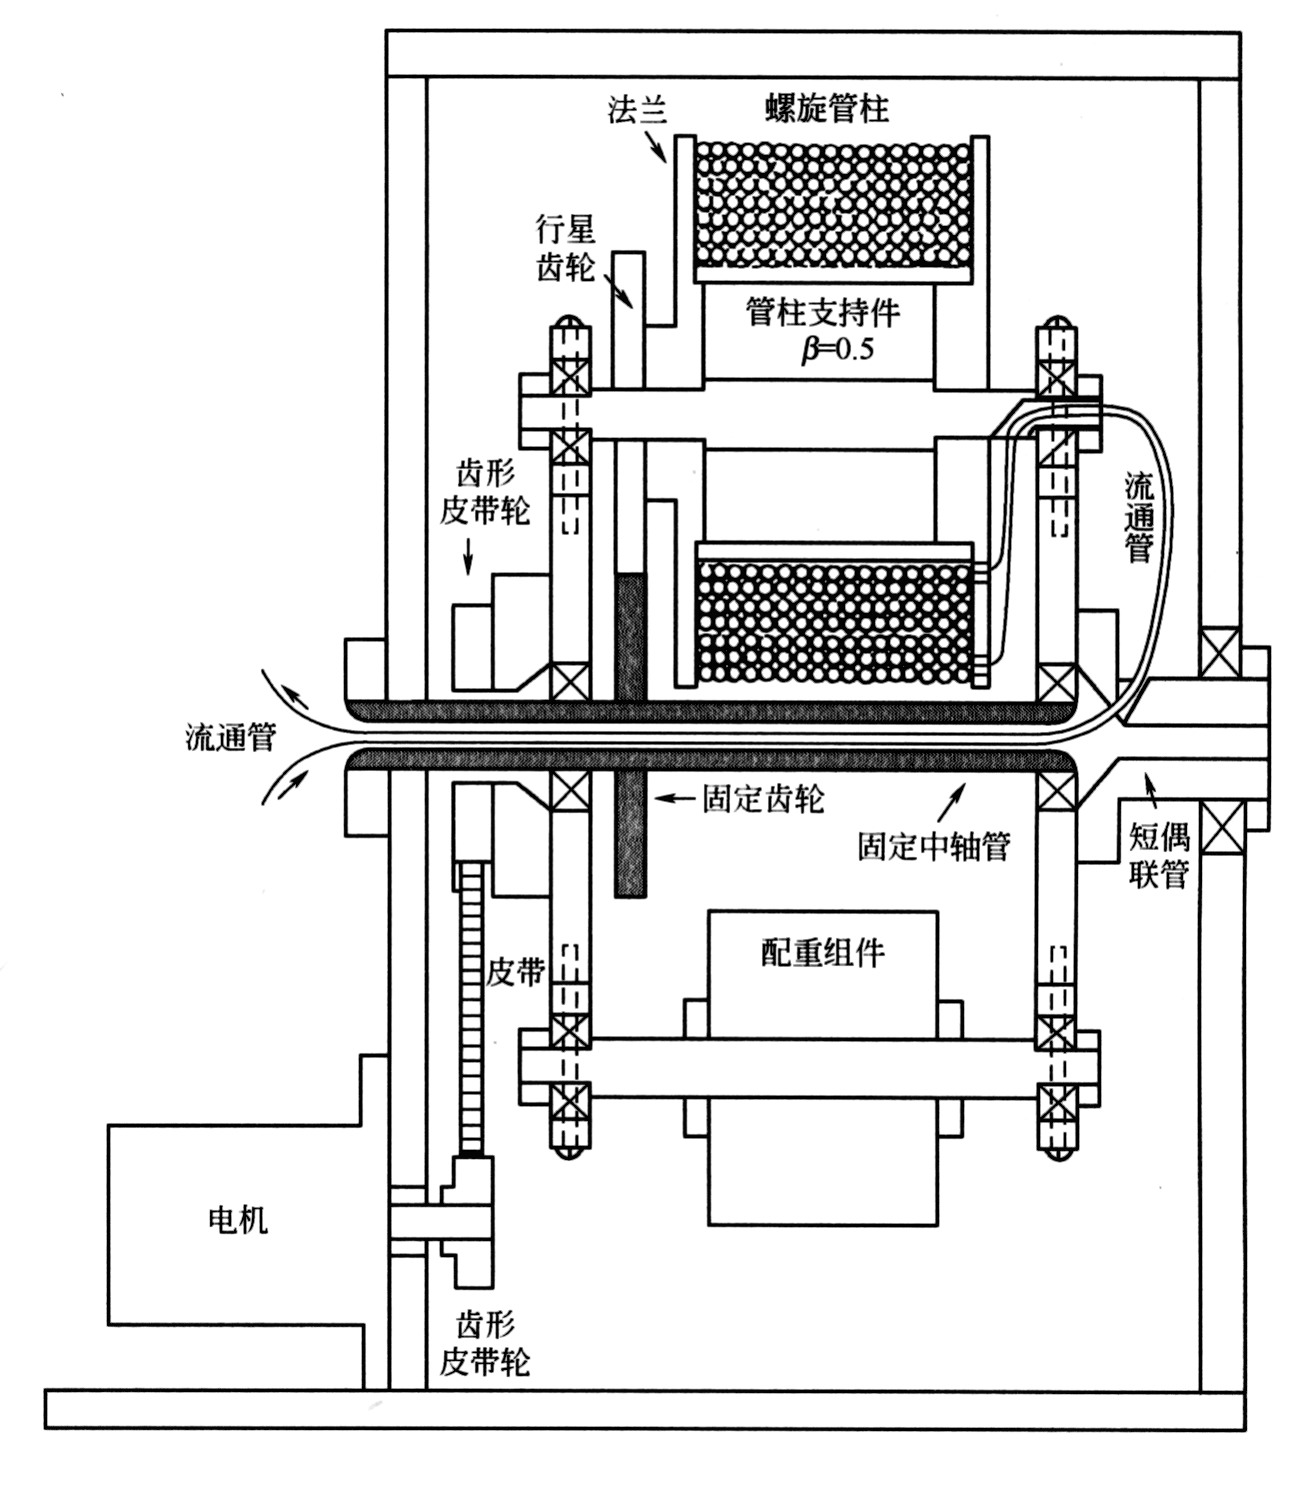 法兰
螺旋管柱
行星
齿轮
管柱支持件
β=0.5
齿形
皮带轮
流
通
管
流通管
固定齿轮
固定中轴管
短偶
联管
配重组件
皮带
电机
齿形
皮带轮